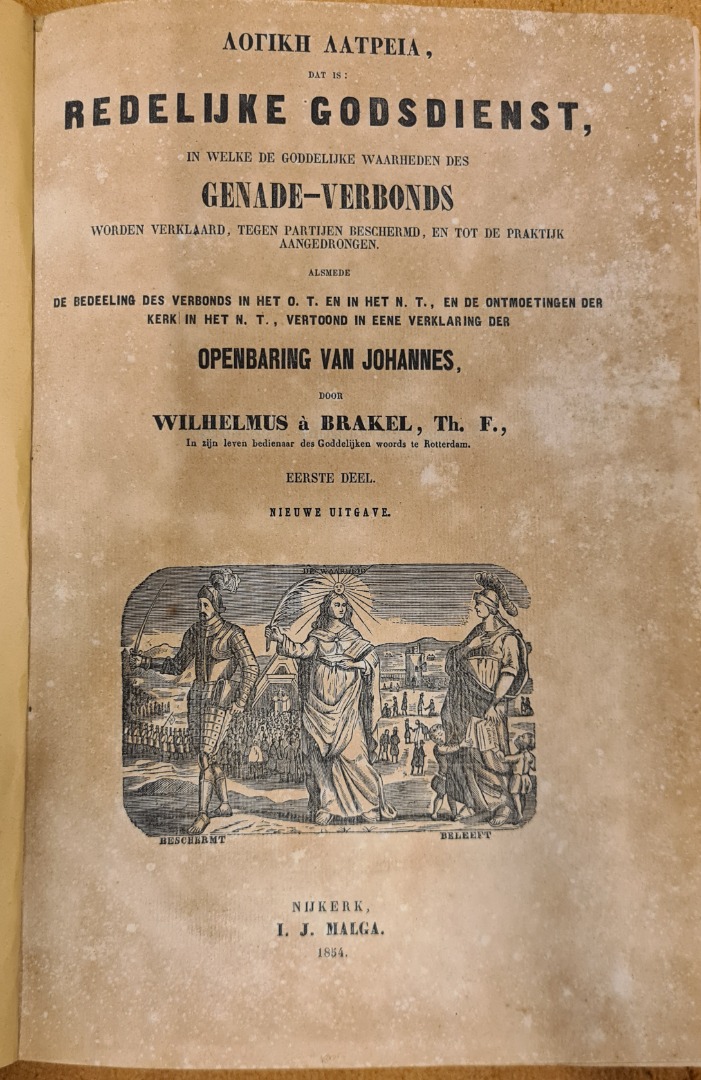 ΛΟΓΙΚΗ ΛΑΤΡΕΙΑ,
DAT IS:
REDELIJKE GODSDIENST,
IN WELKE DE GODDELIJKE WAARHEDEN DES
GENADE-VERBONDS
WORDEN VERKLAARD, TEGEN PARTIJEN BESCHERMD, EN TOT DE PRAKTIJK
AANGEDRONGEN.
ALSMEDE
DE BEDEELING DES VERBONDS IN HET O. T. EN IN HET N. T., EN DE ONTMOETINGEN DER
KERK IN HET N. T., VERTOOND IN EENE VERKLARING DER
OPENBARING VAN JOHANNES,
DOOR
WILHELMUS à BRAKEL, Th. F.,
In zijn leven bedienaar des Goddelijken woords te Rotterdam.
EERSTE DEEL.
NIEUWE UITGAVE.
DE WAARHEID
BESCHERMT
BELEEFT
NIJKERK,
I. J. MALGA.
1854.